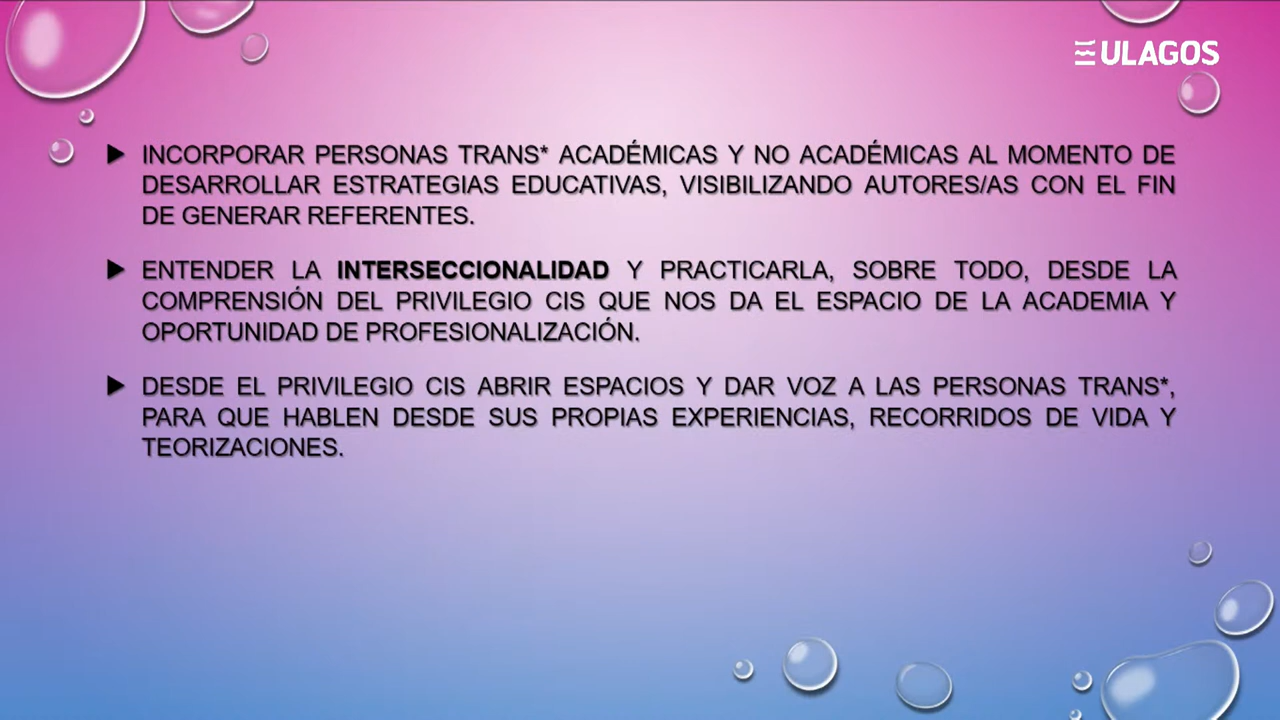 ULAGOS
INCORPORAR PERSONAS TRANS* ACADÉMICAS Y NO ACADÉMICAS AL MOMENTO DE
DESARROLLAR ESTRATEGIAS EDUCATIVAS, VISIBILIZANDO AUTORES/AS CON EL FIN
DE GENERAR REFERENTES.
ENTENDER LA INTERSECCIONALIDAD Y PRACTICARLA, SOBRE TODO, DESDE LA
COMPRENSIÓN DEL PRIVILEGIO CIS QUE NOS DA EL ESPACIO DE LA ACADEMIA Y
OPORTUNIDAD DE PROFESIONALIZACIÓN.
DESDE EL PRIVILEGIO CIS ABRIR ESPACIOS Y DAR VOZ A LAS PERSONAS TRANS*,
PARA QUE HABLEN DESDE SUS PROPIAS EXPERIENCIAS, RECORRIDOS DE VIDA Y
TEORIZACIONES.